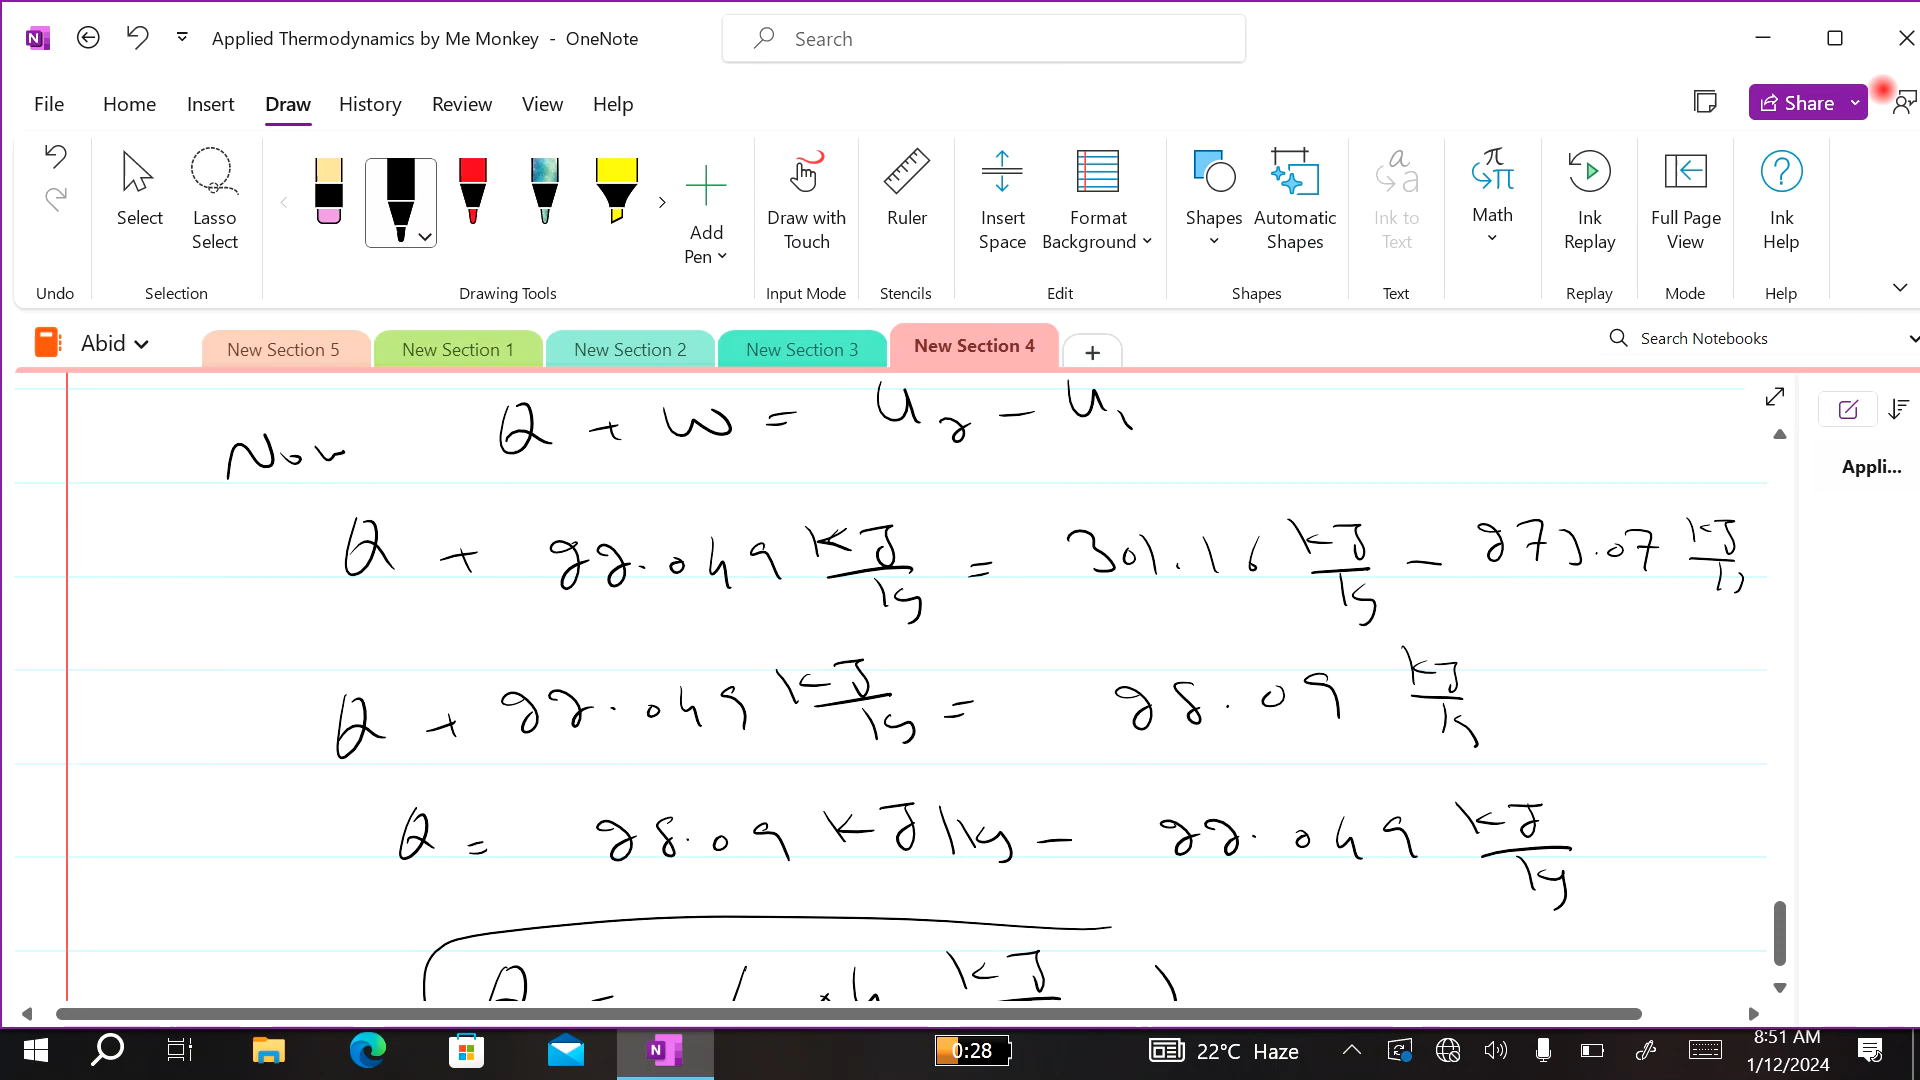 Applied Thermodynamics by Me Monkey - OneNote
Search
File Home Insert Draw History Review View Help
Share
Select
Lasso Select
Add Pen
Draw with Touch
Ruler
Insert Space
Format Background
Shapes
Automatic Shapes
Ink to Text
Math
Ink Replay
Full Page View
Ink Help
Undo Selection Drawing Tools Input Mode Stencils Edit Shapes Text Replay Mode Help
Abid New Section 5 New Section 1 New Section 2 New Section 3 New Section 4 + Search Notebooks
Appli...
Now Q + W = U2 - U1
Q + 22.049 kJ/kg = 301.16 kJ/kg - 273.07 kJ/kg
Q + 22.049 kJ/kg = 28.09 kJ/kg
Q = 28.09 kJ/kg - 22.049 kJ/kg
0:28
22°C Haze
8:51 AM
1/12/2024